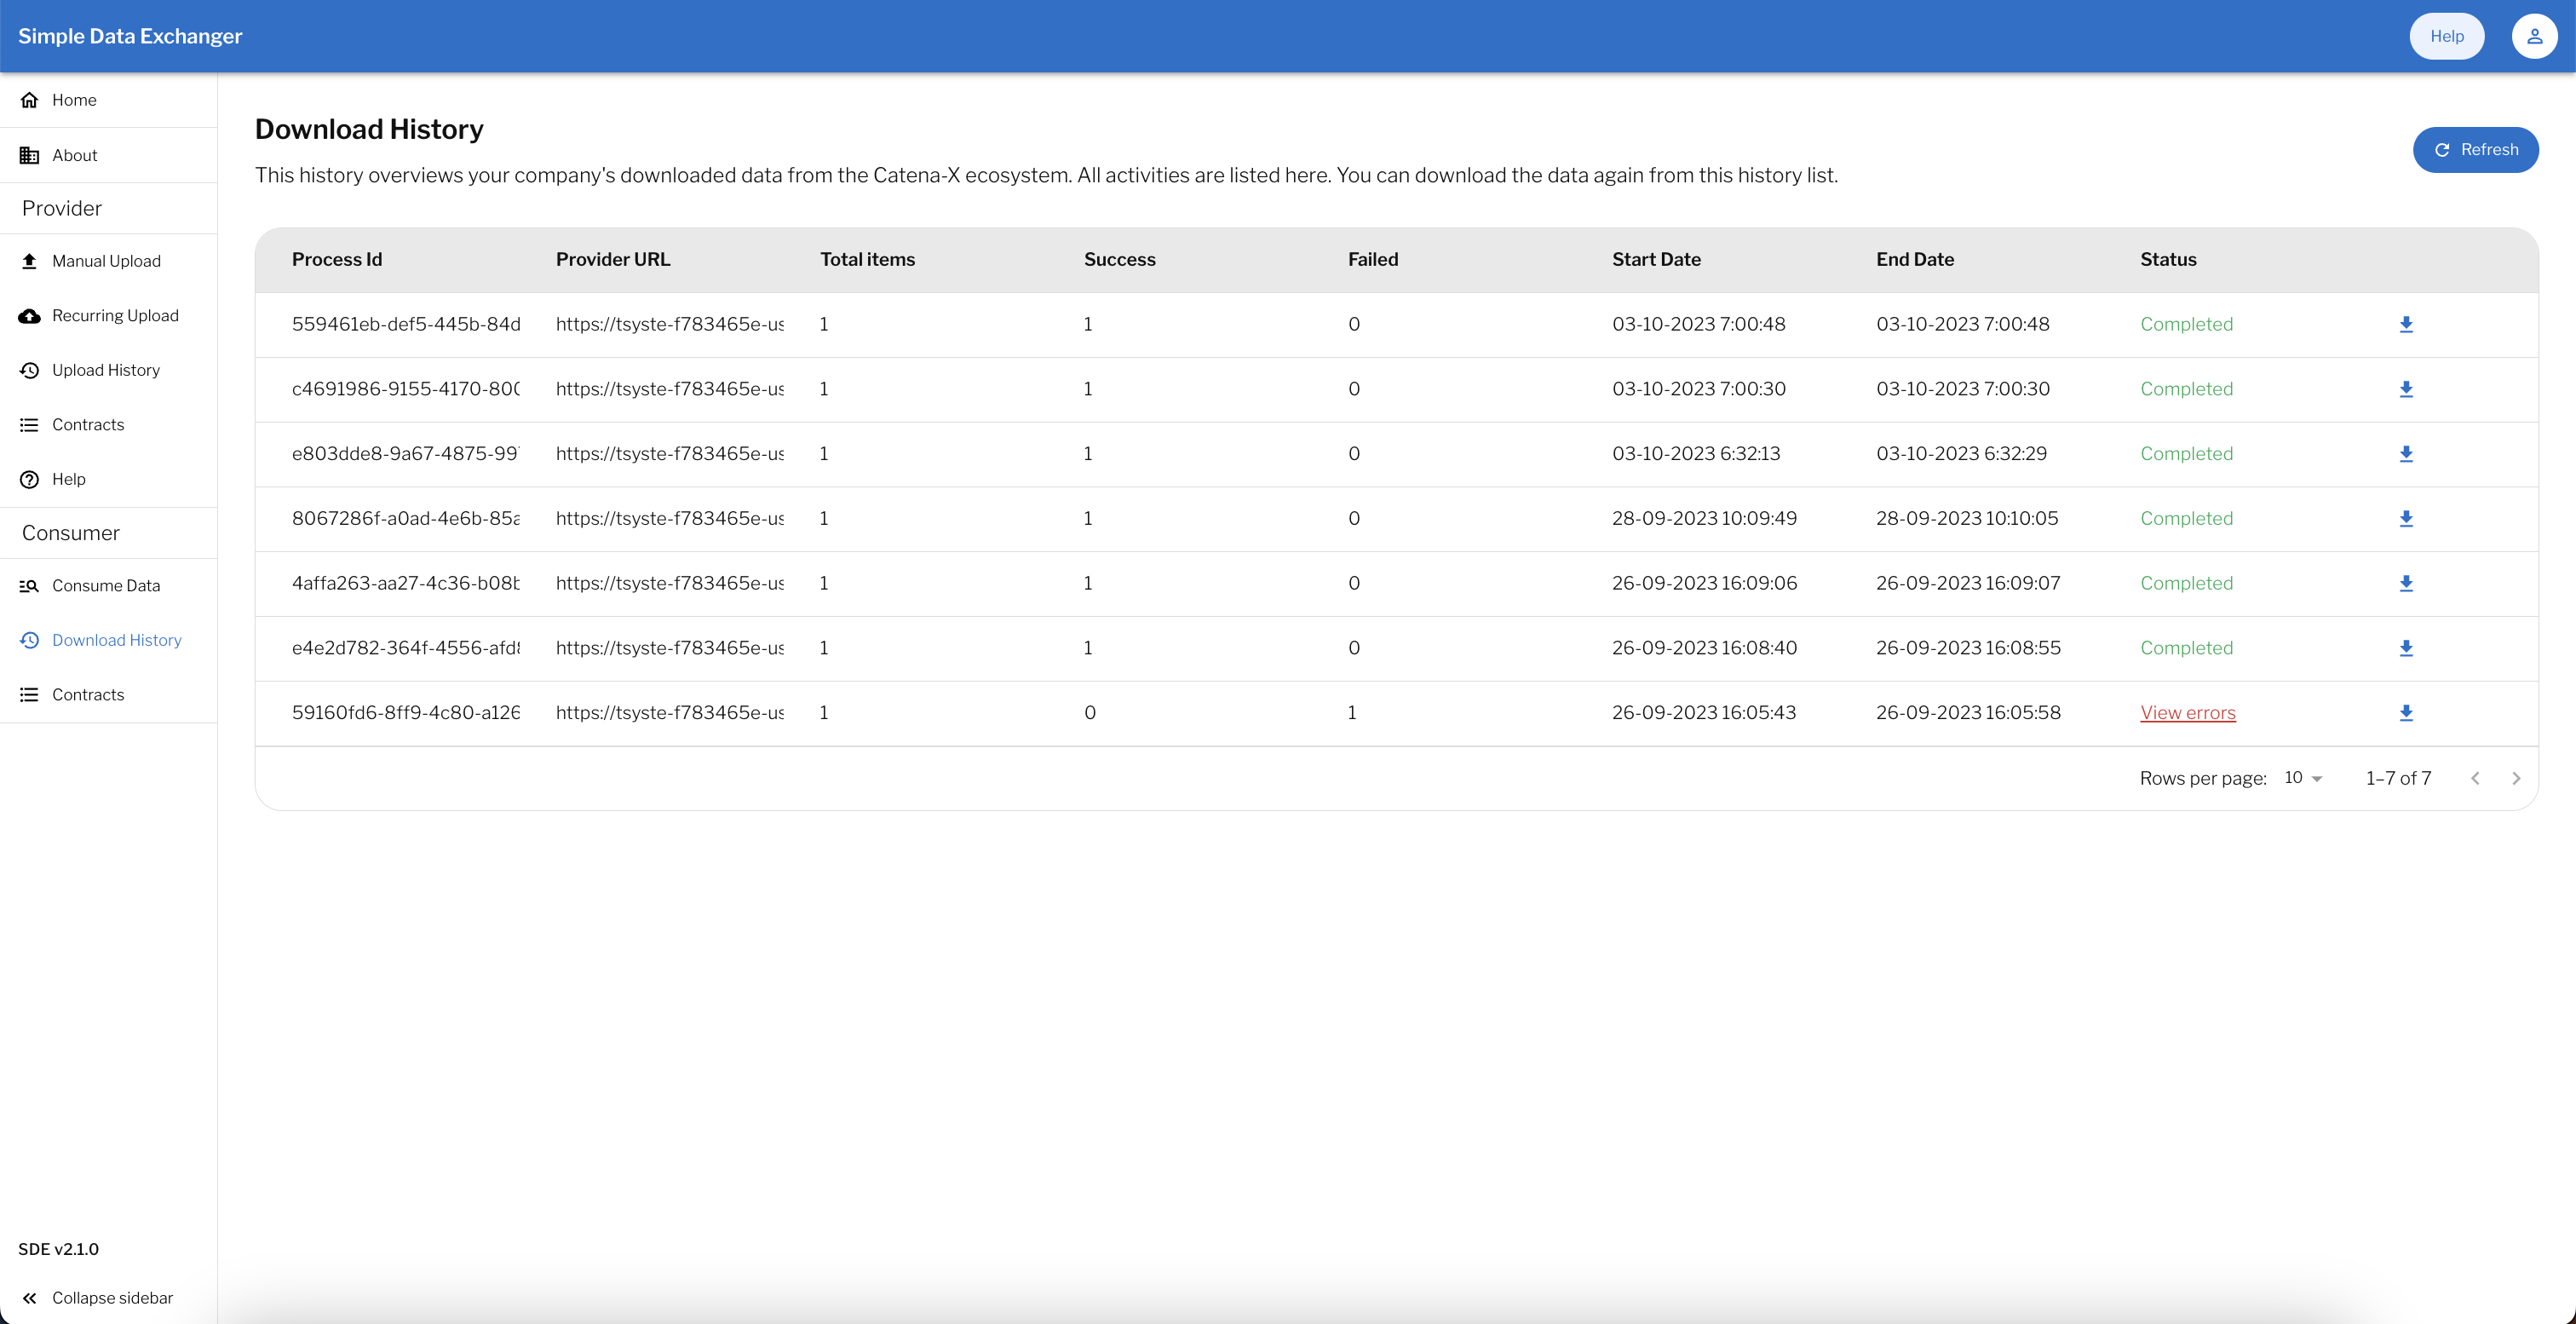 Simple Data Exchanger
Help
Home
About
Provider
Manual Upload
Recurring Upload
Upload History
Contracts
Help
Consumer
Consume Data
Download History
Contracts
SDE v2.1.0
Collapse sidebar
Download History
Refresh
This history overviews your company's downloaded data from the Catena-X ecosystem. All activities are listed here. You can download the data again from this history list.
Process Id Provider URL Total items Success Failed Start Date End Date Status
559461eb-def5-445b-84d https://tsyste-f783465e-us 1 1 0 03-10-2023 7:00:48 03-10-2023 7:00:48 Completed
c4691986-9155-4170-800 https://tsyste-f783465e-us 1 1 0 03-10-2023 7:00:30 03-10-2023 7:00:30 Completed
e803dde8-9a67-4875-99 https://tsyste-f783465e-us 1 1 0 03-10-2023 6:32:13 03-10-2023 6:32:29 Completed
8067286f-a0ad-4e6b-85a https://tsyste-f783465e-us 1 1 0 28-09-2023 10:09:49 28-09-2023 10:10:05 Completed
4affa263-aa27-4c36-b08b https://tsyste-f783465e-us 1 1 0 26-09-2023 16:09:06 26-09-2023 16:09:07 Completed
e4e2d782-364f-4556-afd8 https://tsyste-f783465e-us 1 1 0 26-09-2023 16:08:40 26-09-2023 16:08:55 Completed
59160fd6-8ff9-4c80-a126 https://tsyste-f783465e-us 1 0 1 26-09-2023 16:05:43 26-09-2023 16:05:58 View errors
Rows per page: 10 1–7 of 7